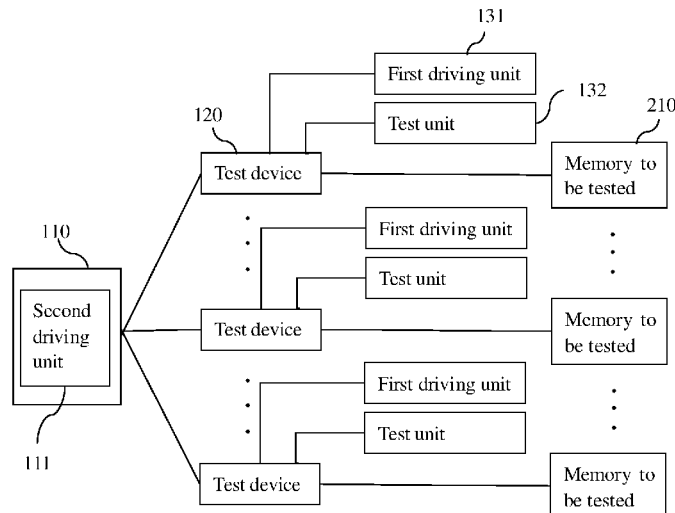 131
First driving unit
132
Test unit
120
210
Test device
Memory to
be tested
110
First driving unit
Test unit
Second
driving
unit
Test device
Memory to
be tested
111
First driving unit
Test unit
Test device
Memory to
be tested